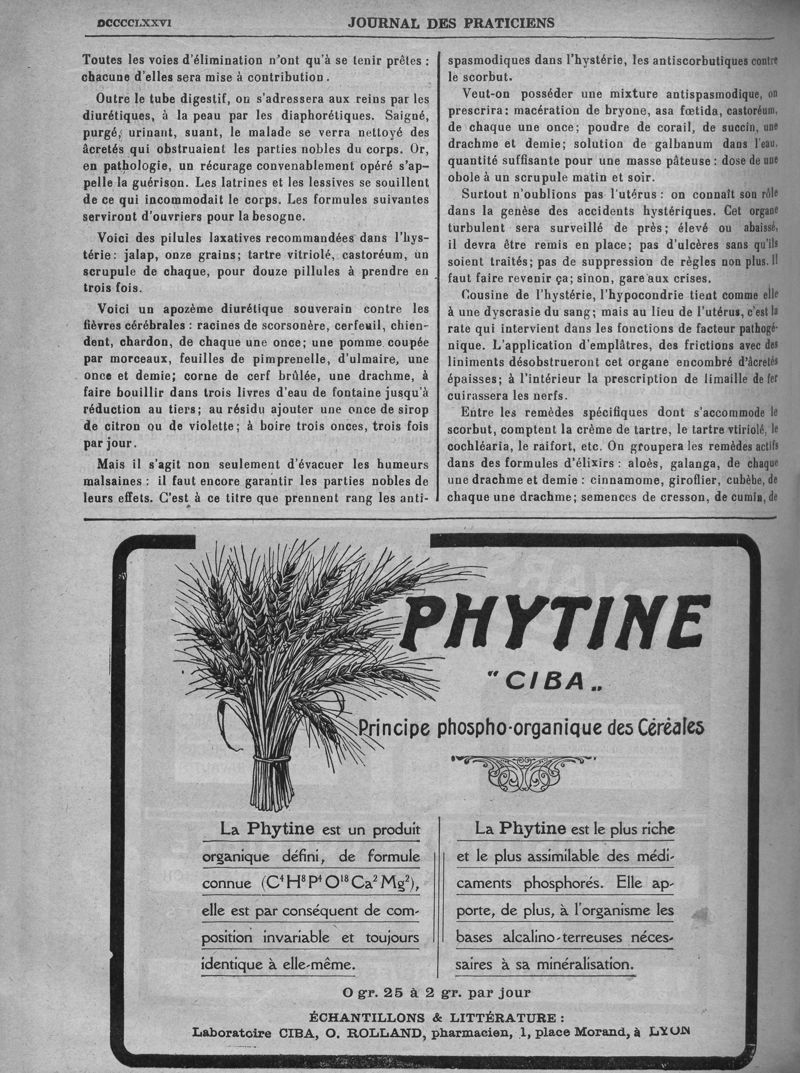 DCCCCLXXVI
JOURNAL DES PRATICIENS
Toutes les voies d'élimination n'ont qu'à se tenir prêtes :
chacune d'elles sera mise à contribution.
Outre le tube digestif, on s'adressera aux reins par les
diurétiques, à la peau par les diaphorétiques. Saigné,
purgé, urinant, suant, le malade se verra nettoyé des
âcretés qui obstruaient les parties nobles du corps. Or,
en pathologie, un récurage convenablement opéré s'ap-
pelle la guérison. Les latrines et les lessives se souillent
de ce qui incommodait le corps. Les formules suivantes
serviront d'ouvriers pour la besogne.
Voici des pilules laxatives recommandées dans l'hys-
térie : jalap, onze grains; tartre vitriolé, castoréum, un
scrupule de chaque, pour douze pillules à prendre en
trois fois.
Voici un apozème diurétique souverain contre les
fièvres cérébrales : racines de scorsonère, cerfeuil, chien-
dent, chardon, de chaque une once; une pomme coupée
par morceaux, feuilles de pimprenelle, d'ulmaire, une
once et demie; corne de cerf brûlée, une drachme, à
faire bouillir dans trois livres d'eau de fontaine jusqu'à
réduction au tiers; au résidu ajouter une once de sirop
de citron ou de violette; à boire trois onces, trois fois
par jour.
Mais il s'agit non seulement d'évacuer les humeurs
malsaines : il faut encore garantir les parties nobles de
leurs effets. C'est à ce titre que prennent rang les anti-
spasmodiques dans l'hystérie, les antiscorbutiques contre
le scorbut.
Veut-on posséder une mixture antispasmodique, on
prescrira: macération de bryone, asa fœtida, castoréum,
de chaque une once; poudre de corail, de succin, une
drachme et demie; solution de galbanum dans l'eau,
quantité suffisante pour une masse pâteuse : dose de une
obole à un scrupule matin et soir.
Surtout n'oublions pas l'utérus : on connaît son rôle
dans la genèse des accidents hystériques. Cet organe
turbulent sera surveillé de près; élevé ou abaissé,
il devra être remis en place; pas d'ulcères sans qu'ils
soient traités; pas de suppression de règles non plus. Il
faut faire revenir ça; sinon, gare aux crises.
Cousine de l'hystérie, l'hypocondrie tient comme elle
à une dyscrasie du sang; mais au lieu de l'utérus, c'est la
rate qui intervient dans les fonctions de facteur pathogé-
nique. L'application d'emplâtres, des frictions avec des
liniments désobstrueront cet organe encombré d'âcretés
épaisses; à l'intérieur la prescription de limaille de fer
cuirassera les nerfs.
Entre les remèdes spécifiques dont s'accommode le
scorbut, comptent la crème de tartre, le tartre vtiriolé, le
cochléaria, le raifort, etc. On groupera les remèdes actifs
dans des formules d'élixirs : aloès, galanga, de chaque
une drachme et demie : cinnamome, giroflier, cubèbe, de
chaque une drachme; semences de cresson, de cumin, de
PHYTINE
"CIBA„
Principe phospho-organique des Céréales
La Phytine est un produit
organique défini, de formule
connue (C⁴H⁸P⁴O¹⁸Ca²Mg²),
elle est par conséquent de com-
position invariable et toujours
identique à elle-même.
La Phytine est le plus riche
et le plus assimilable des médi-
caments phosphorés. Elle ap-
porte, de plus, à l'organisme les
bases alcalino-terreuses néces-
saires à sa minéralisation.
0 gr. 25 à 2 gr. par jour
ÉCHANTILLONS & LITTÉRATURE :
Laboratoire CIBA, O. ROLLAND, pharmacien, 1, place Morand, à LYON